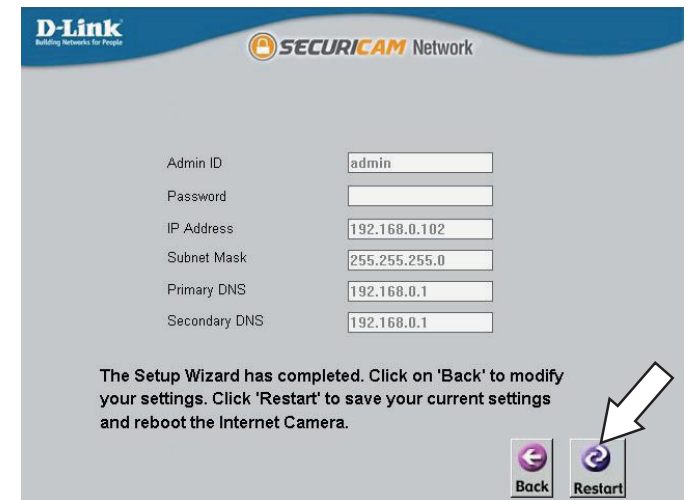 D-Link
Building Networks for People
SECURICAM Network
Admin ID admin
Password
IP Address 192.168.0.102
Subnet Mask 255.255.255.0
Primary DNS 192.168.0.1
Secondary DNS 192.168.0.1
The Setup Wizard has completed. Click on 'Back' to modify
your settings. Click 'Restart' to save your current settings
and reboot the Internet Camera.
Back Restart